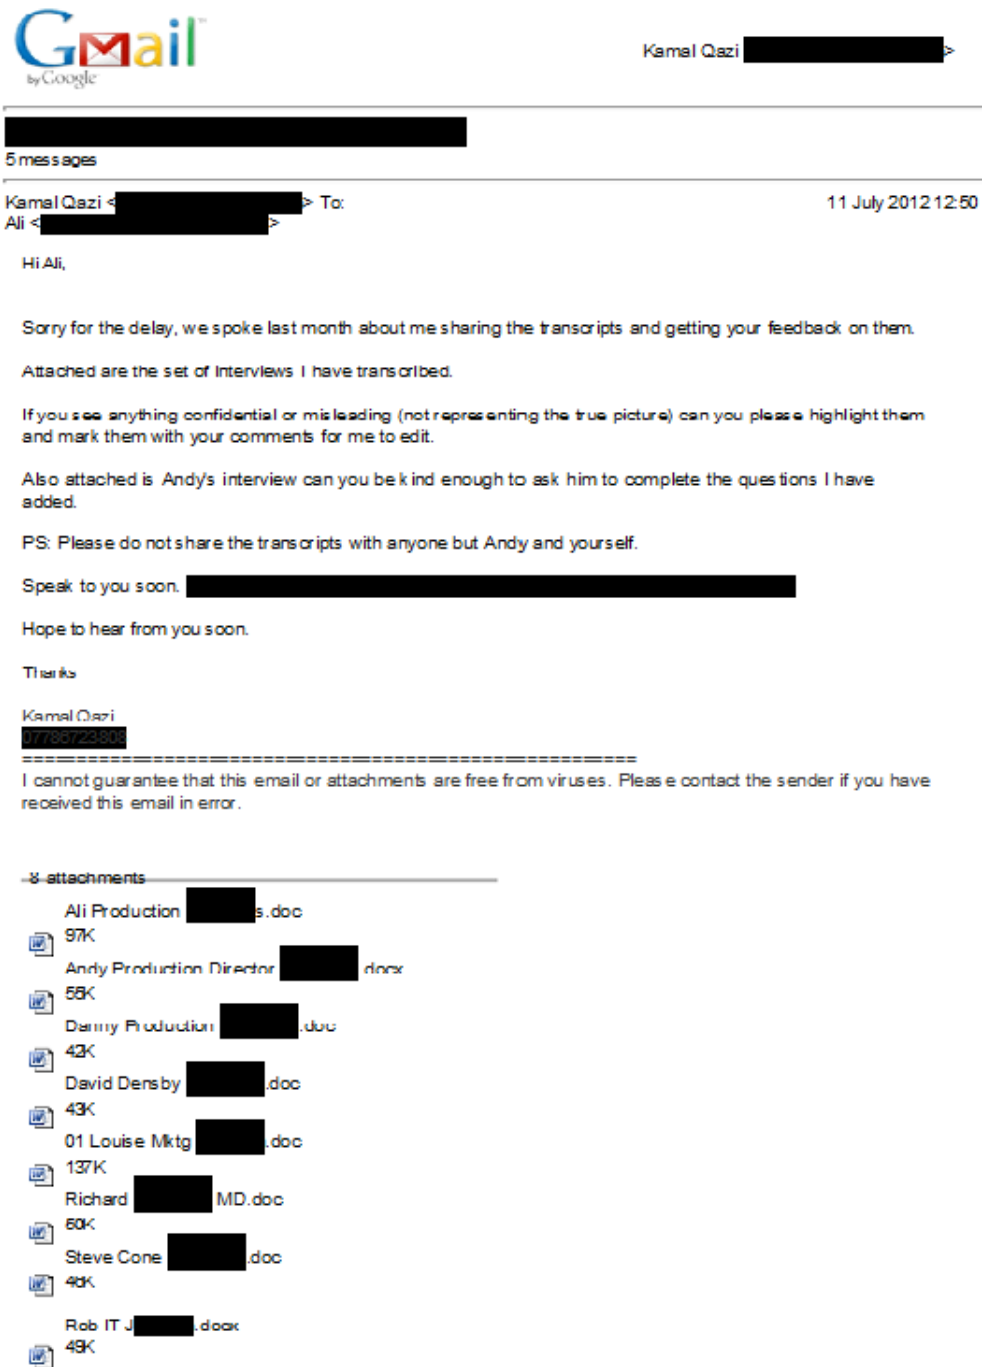 Gmail
by Google
Kamal Qazi >
5 messages
Kamal Qazi < > To:
11 July 2012 12:50
Ali < >
Hi Ali,
Sorry for the delay, we spoke last month about me sharing the transcripts and getting your feedback on them.
Attached are the set of Interviews I have transcribed.
If you see anything confidential or misleading (not representing the true picture) can you please highlight them
and mark them with your comments for me to edit.
Also attached is Andy's interview can you be kind enough to ask him to complete the questions I have
added.
PS: Please do not share the transcripts with anyone but Andy and yourself.
Speak to you soon.
Hope to hear from you soon.
Thanks
Kamal Qazi
=========================================================
I cannot guarantee that this email or attachments are free from viruses. Please contact the sender if you have
received this email in error.
8 attachments
Ali Production s.doc
97K
Andy Production Director .docx
Danny Production .doc
42K
David Densby .doc
43K
01 Louise Mktg .doc
137K
Richard MD.doc
Steve Cone .doc
Rob IT J .docx
49K